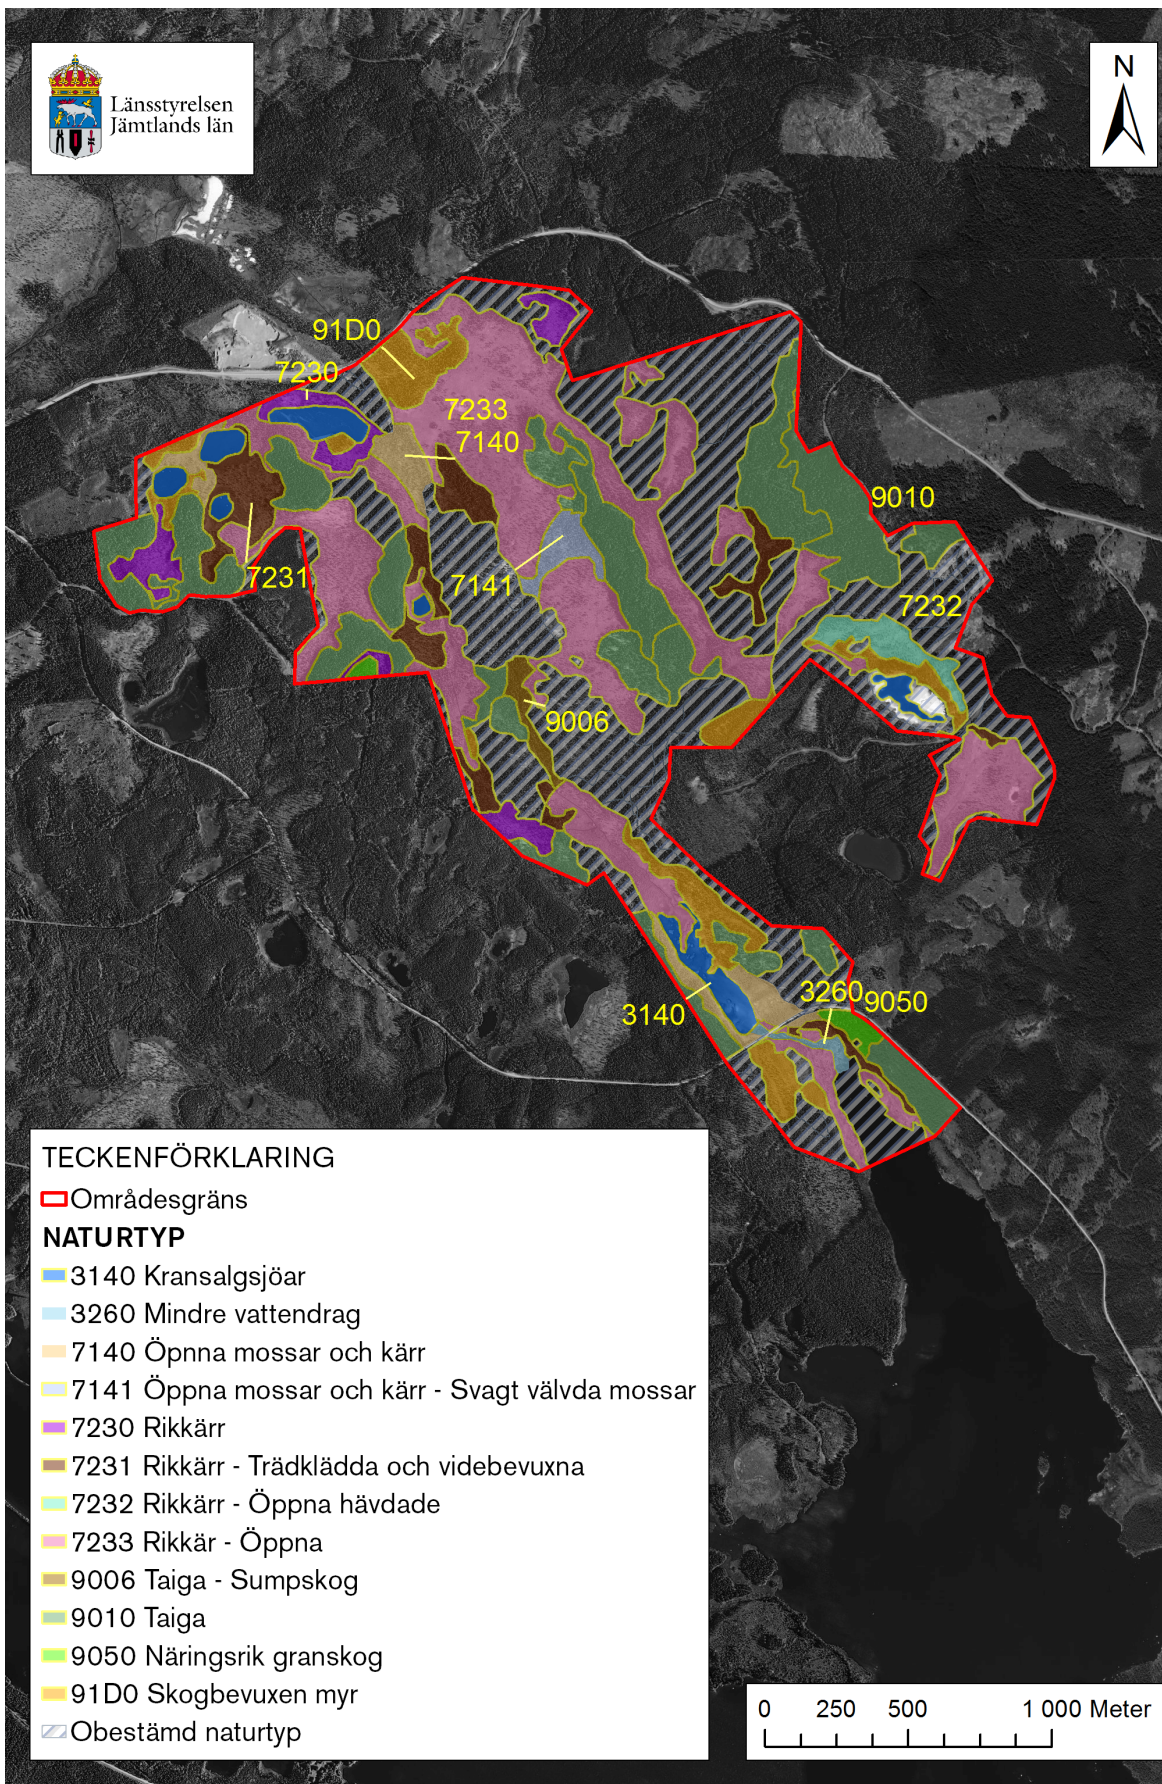 Länsstyrelsen
Jämtlands län
N
91D0
7230
7233
7140
9010
7231
7141
7232
9006
3140
3260
9050
TECKENFÖRKLARING
Områdesgräns
NATURTYP
3140 Kransalgsjöar
3260 Mindre vattendrag
7140 Öpnna mossar och kärr
7141 Öppna mossar och kärr - Svagt välvda mossar
7230 Rikkärr
7231 Rikkärr - Trädklädda och videbevuxna
7232 Rikkärr - Öppna hävdade
7233 Rikkär - Öppna
9006 Taiga - Sumpskog
9010 Taiga
9050 Näringsrik granskog
91D0 Skogbevuxen myr
Obestämd naturtyp
0 250 500 1 000 Meter